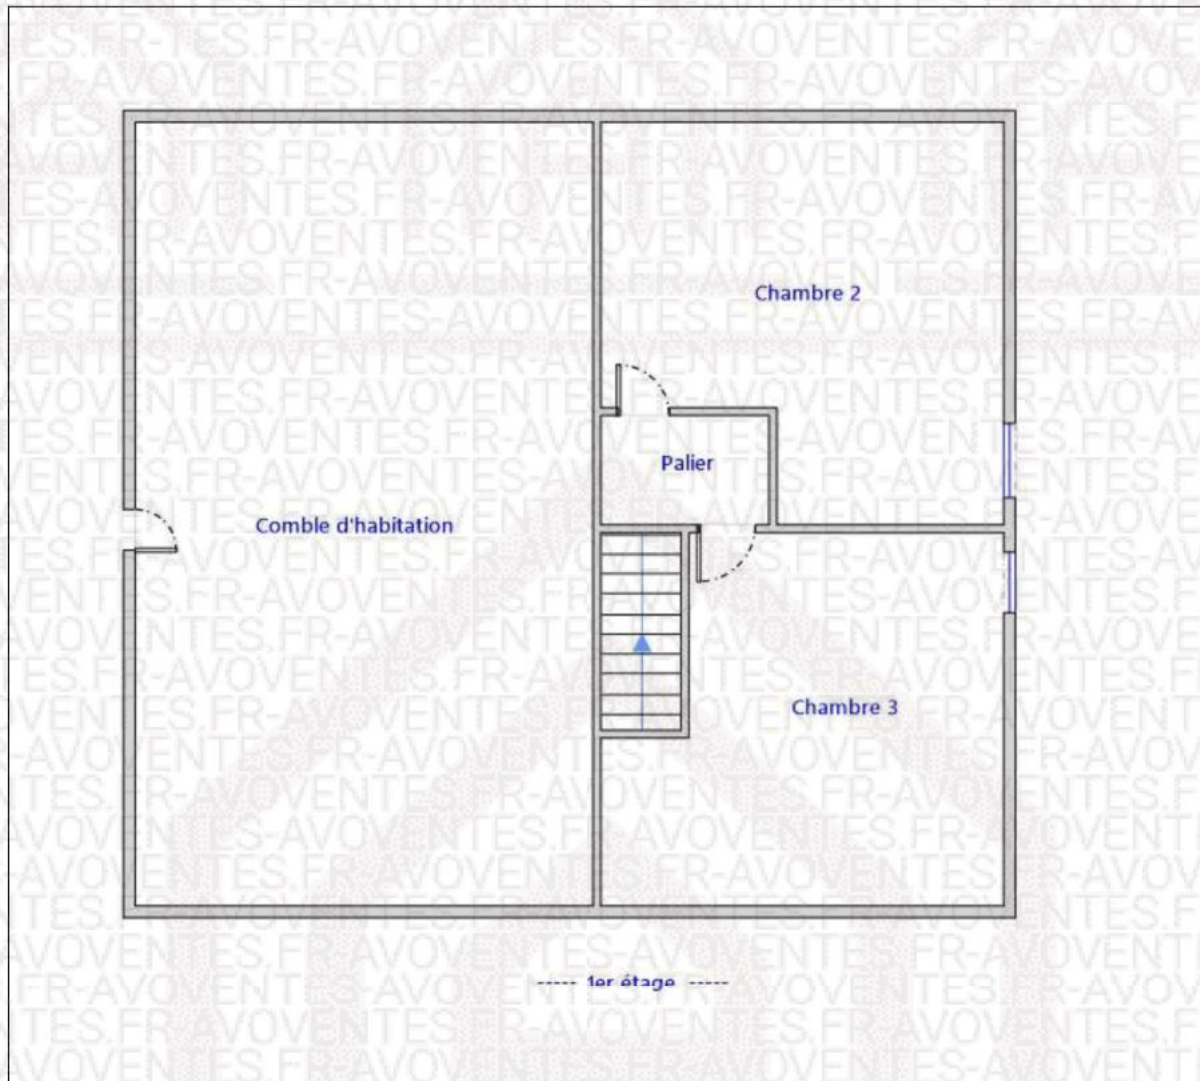 Chambre 2
Palier
Comble d'habitation
Chambre 3
----- 1er étage -----